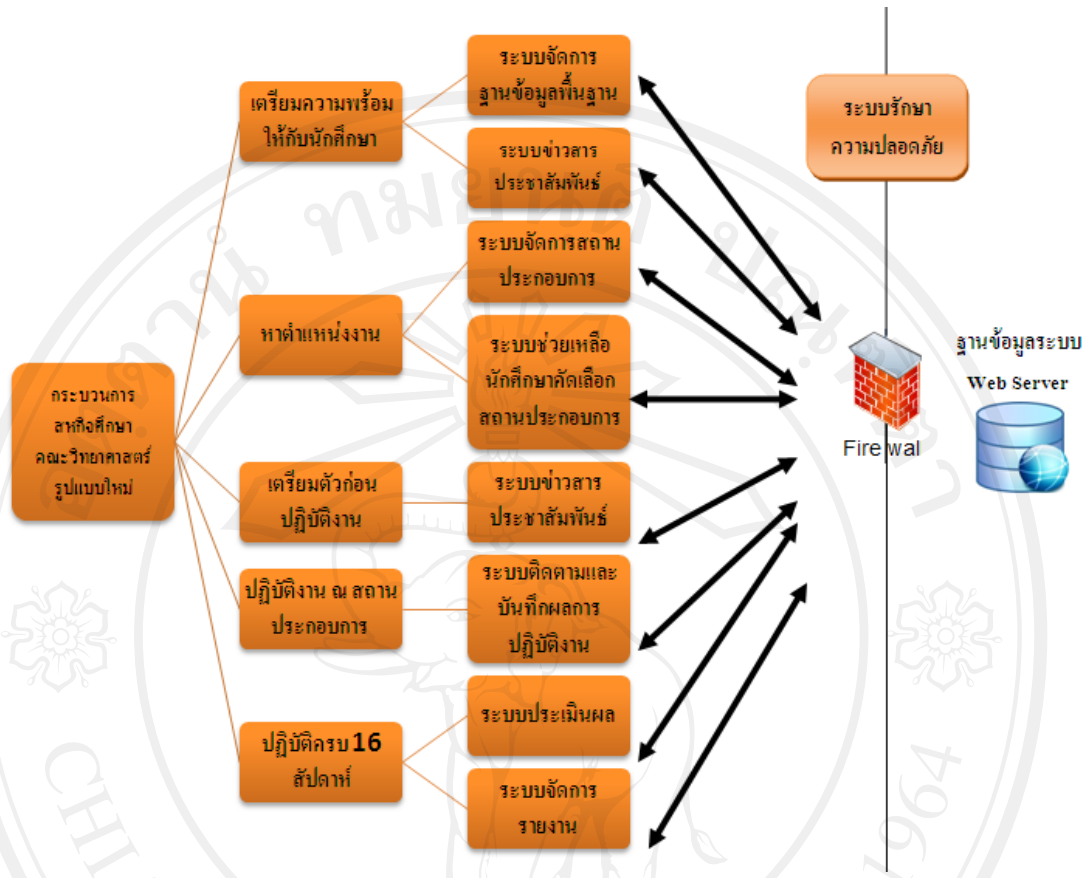 กระบวนการ
สหกิจศึกษา
คณะวิทยาศาสตร์
รูปแบบใหม่
เตรียมความพร้อม
ให้กับนักศึกษา
ระบบจัดการ
ฐานข้อมูลพื้นฐาน
ระบบข่าวสาร
ประชาสัมพันธ์
หาตำแหน่งงาน
ระบบจัดการสถาน
ประกอบการ
ระบบช่วยเหลือ
นักศึกษาคัดเลือก
สถานประกอบการ
เตรียมตัวก่อน
ปฏิบัติงาน
ระบบข่าวสาร
ประชาสัมพันธ์
ปฏิบัติงาน ณ สถาน
ประกอบการ
ระบบติดตามและ
บันทึกผลการ
ปฏิบัติงาน
ปฏิบัติครบ 16
สัปดาห์
ระบบประเมินผล
ระบบจัดการ
รายงาน
ระบบรักษา
ความปลอดภัย
Firewal
ฐานข้อมูลระบบ
Web Server
1964